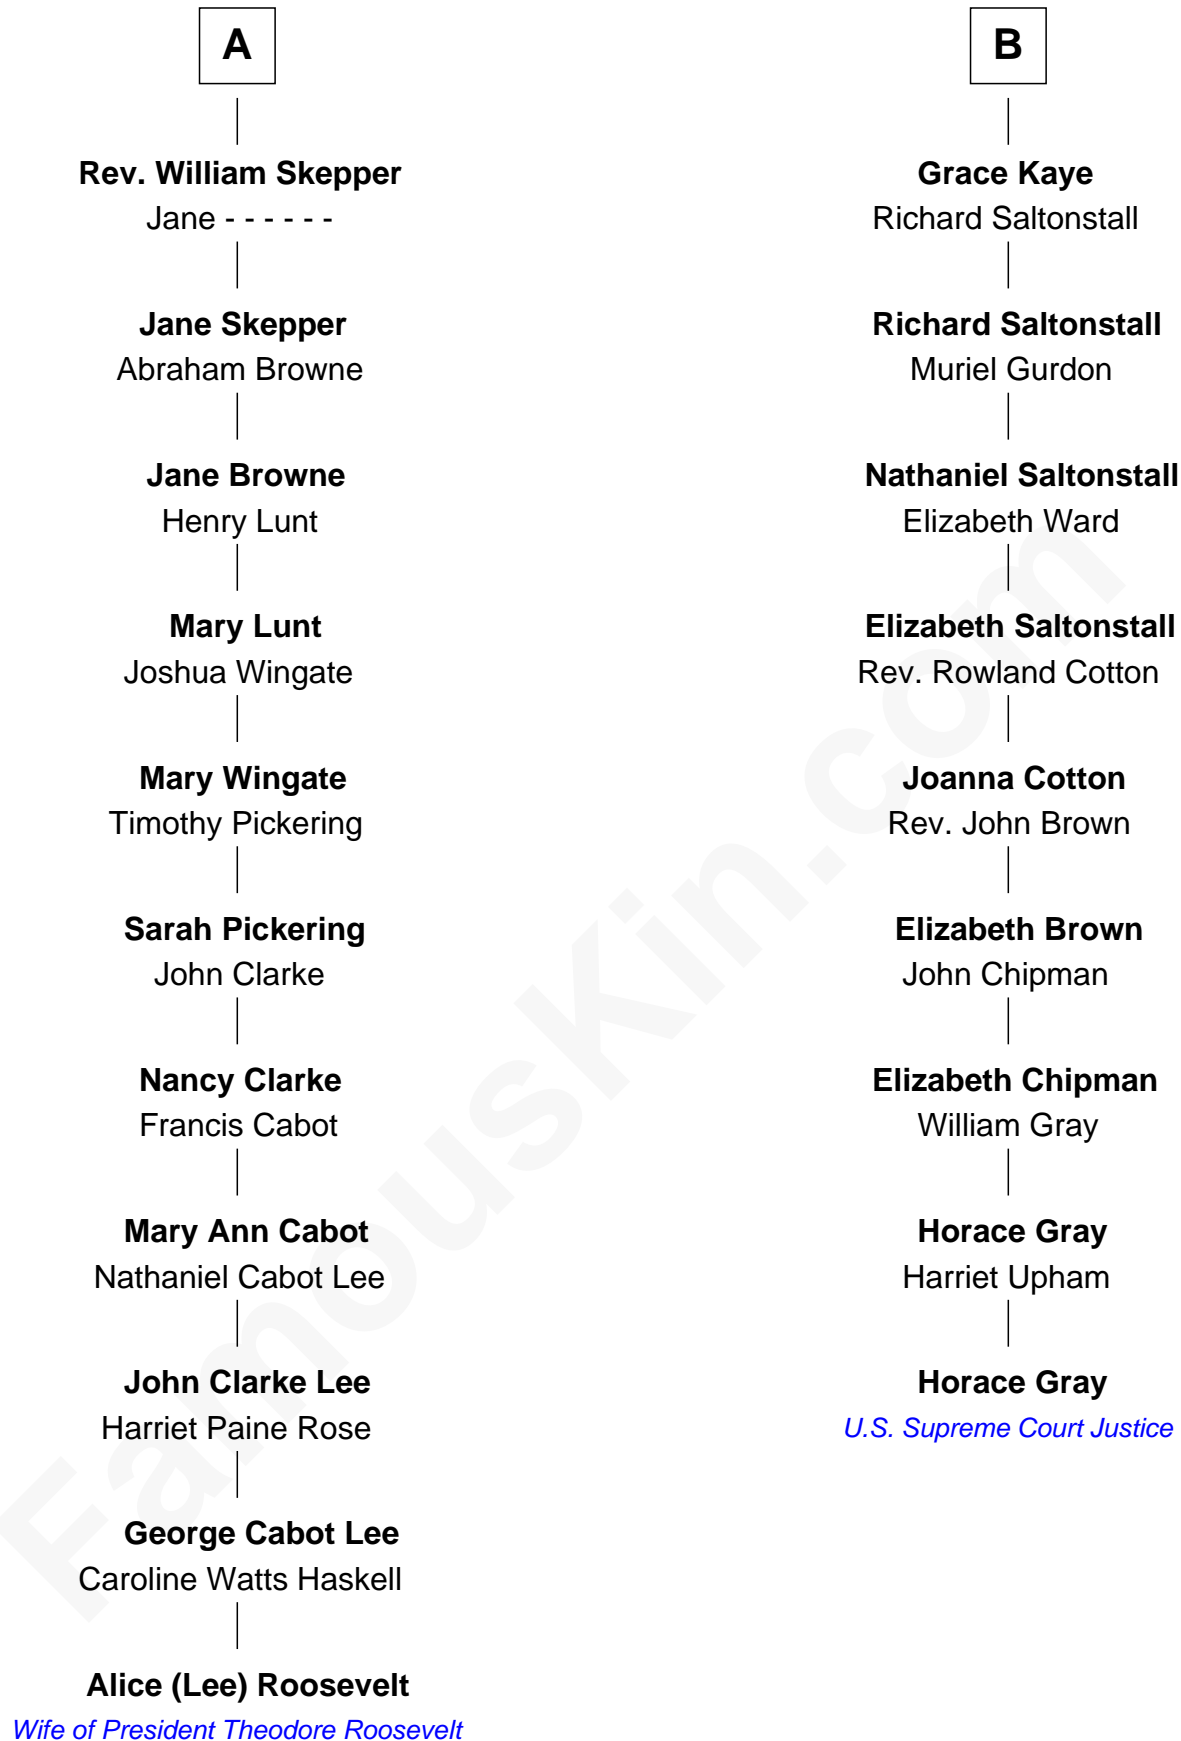 A
Rev. William Skepper
Jane - - - - - -
Jane Skepper
Abraham Browne
Jane Browne
Henry Lunt
Mary Lunt
Joshua Wingate
Mary Wingate
Timothy Pickering
Sarah Pickering
John Clarke
Nancy Clarke
Francis Cabot
Mary Ann Cabot
Nathaniel Cabot Lee
John Clarke Lee
Harriet Paine Rose
George Cabot Lee
Caroline Watts Haskell
Alice (Lee) Roosevelt
Wife of President Theodore Roosevelt
B
Grace Kaye
Richard Saltonstall
Richard Saltonstall
Muriel Gurdon
Nathaniel Saltonstall
Elizabeth Ward
Elizabeth Saltonstall
Rev. Rowland Cotton
Joanna Cotton
Rev. John Brown
Elizabeth Brown
John Chipman
Elizabeth Chipman
William Gray
Horace Gray
Harriet Upham
Horace Gray
U.S. Supreme Court Justice
FamousKin.com